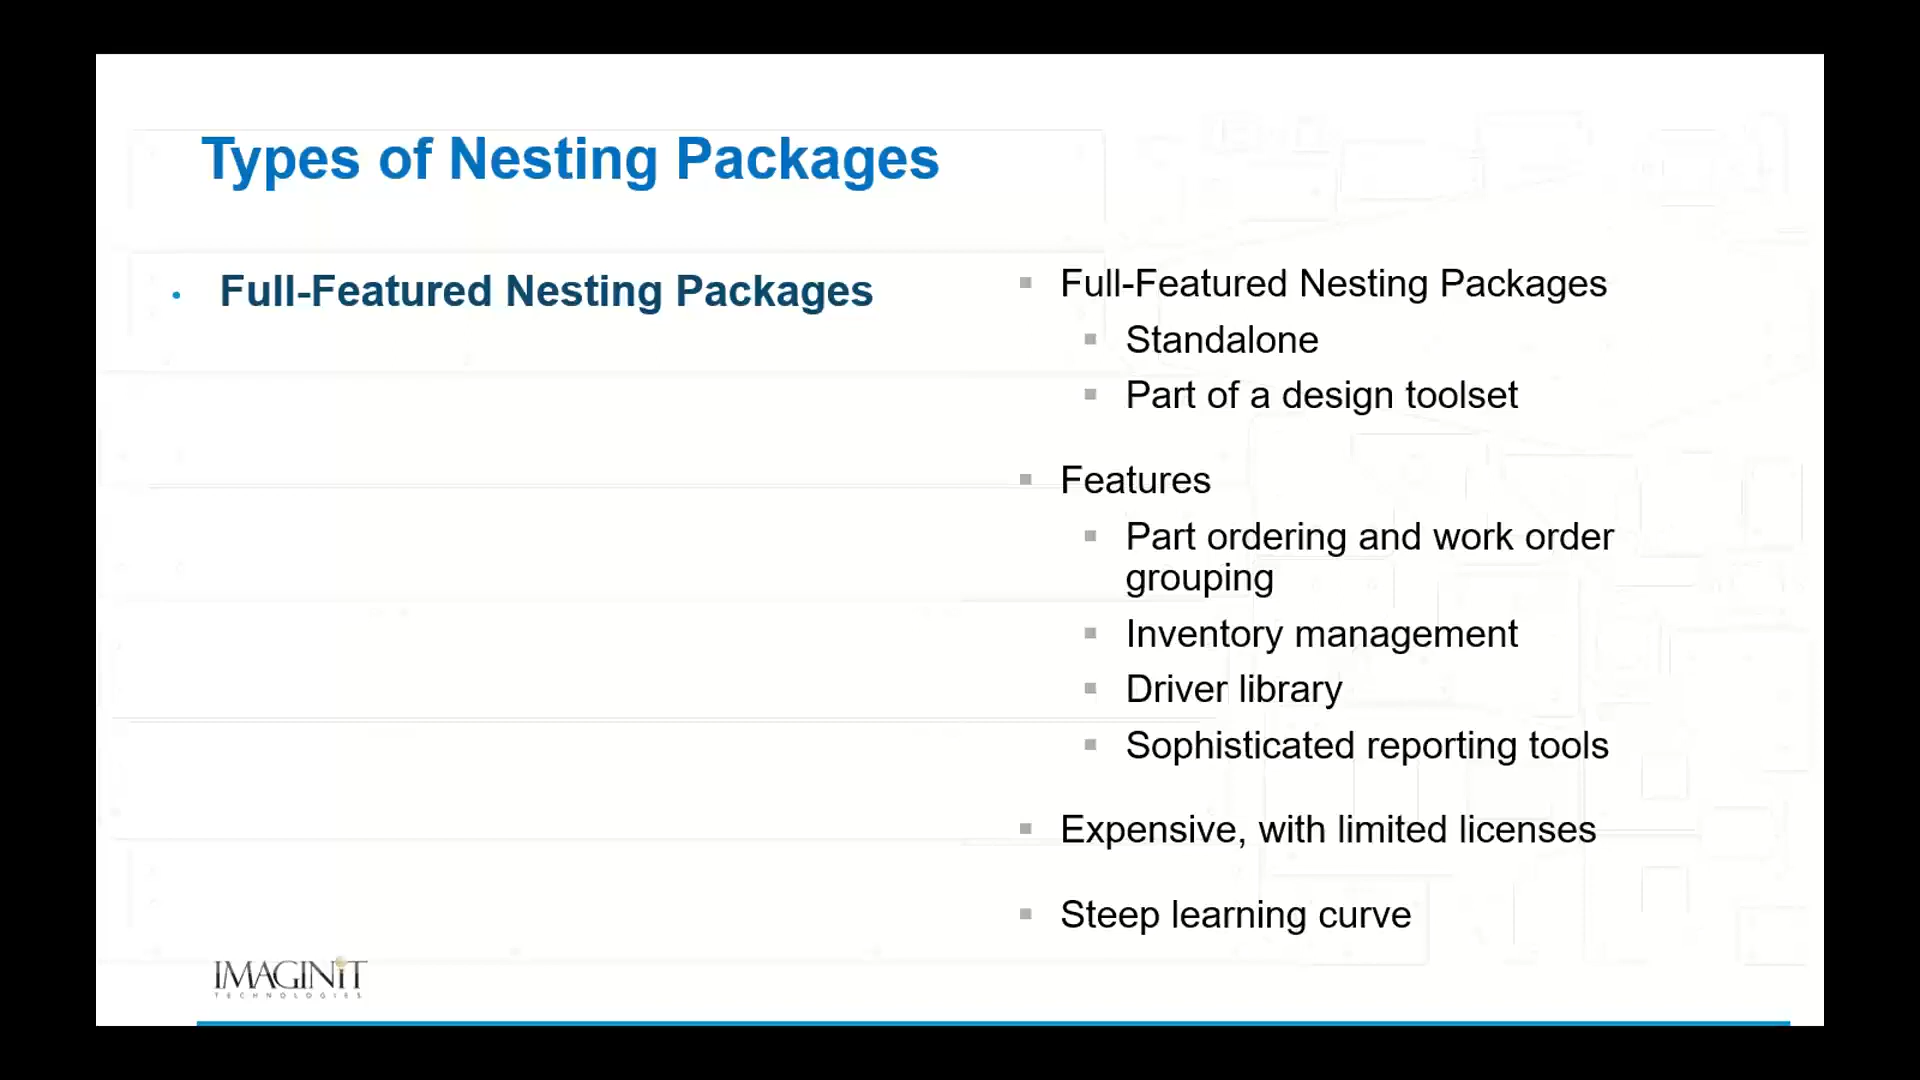 Types of Nesting Packages
• Full-Featured Nesting Packages
Full-Featured Nesting Packages
Standalone
Part of a design toolset
Features
Part ordering and work order
grouping
Inventory management
Driver library
Sophisticated reporting tools
Expensive, with limited licenses
Steep learning curve
IMAGINiT
TECHNOLOGIES